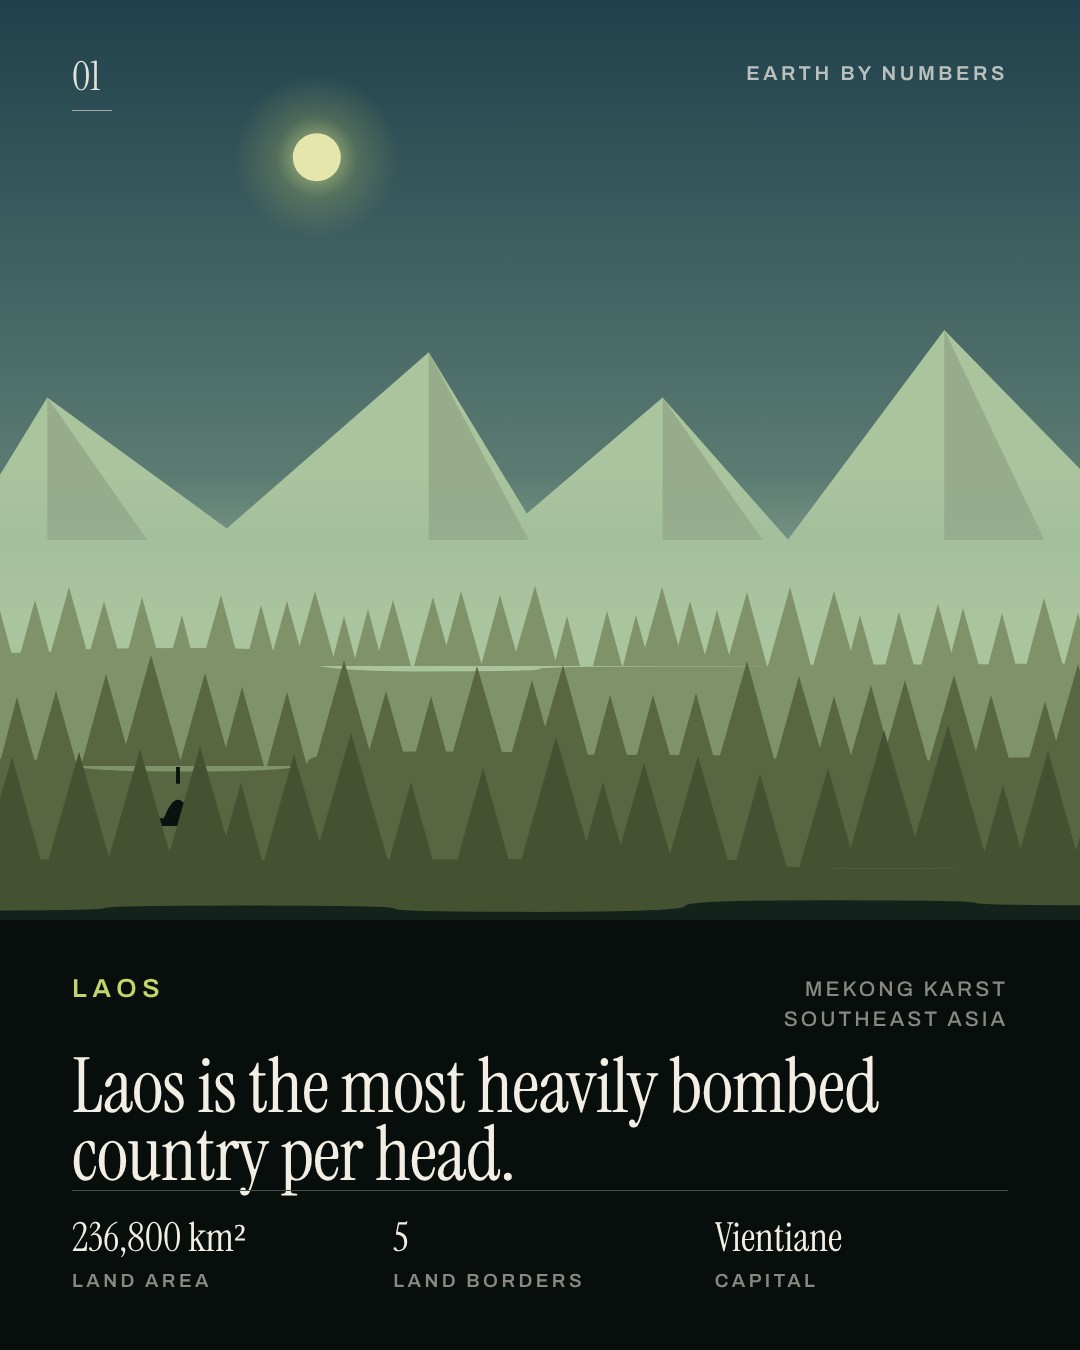 01
EARTH BY NUMBERS
LAOS
MEKONG KARST
SOUTHEAST ASIA
Laos is the most heavily bombed
country per head.
236,800 km²
LAND AREA
5
LAND BORDERS
Vientiane
CAPITAL